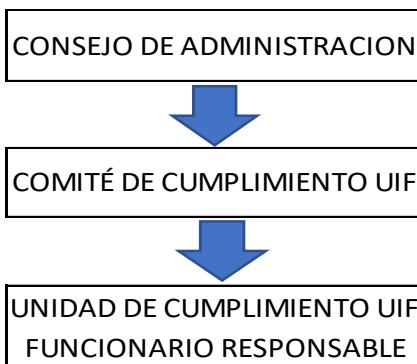 CONSEJO DE ADMINISTRACION
COMITÉ DE CUMPLIMIENTO UIF
UNIDAD DE CUMPLIMIENTO UIF
FUNCIONARIO RESPONSABLE